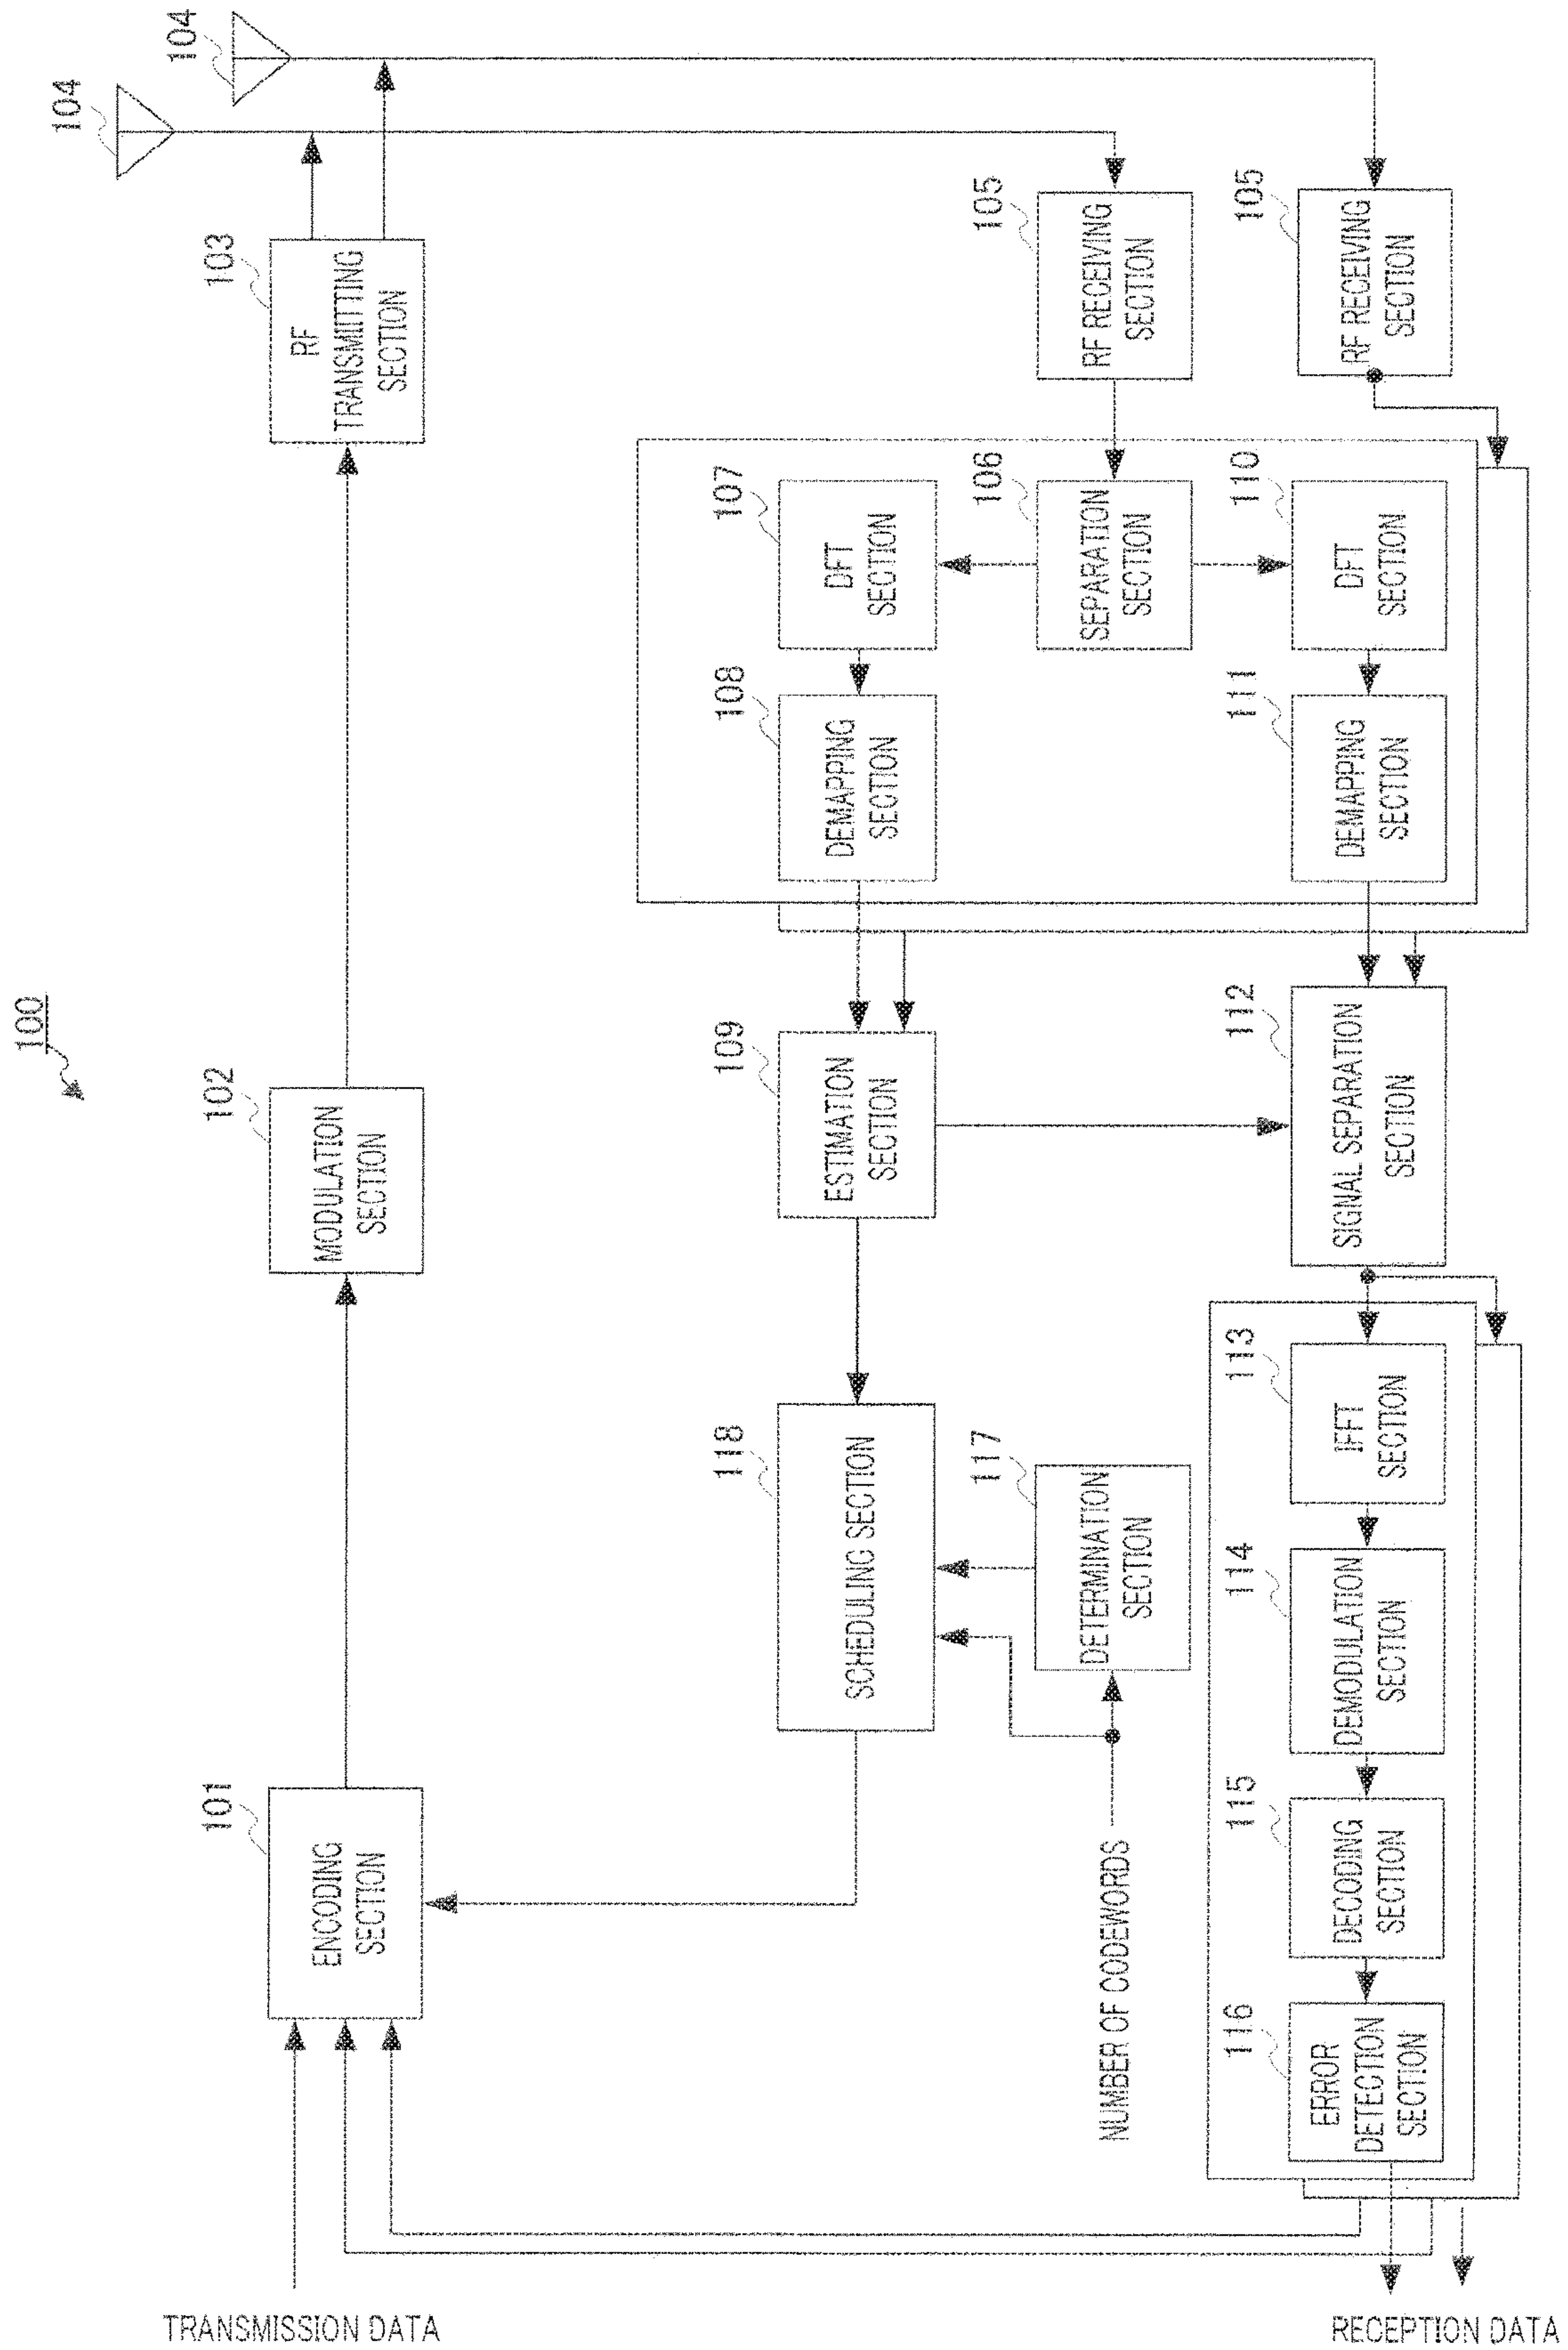 100
TRANSMISSION DATA
101
ENCODING
SECTION
102
MODULATION
SECTION
103
RF
TRANSMITTING
SECTION
104
104
118
SCHEDULING SECTION
109
ESTIMATION
SECTION
108
DEMAPPING
SECTION
107
DFT
SECTION
NUMBER OF CODEWORDS
117
DETERMINATION
SECTION
106
SEPARATION
SECTION
105
RF RECEIVING
SECTION
116
ERROR
DETECTION
SECTION
115
DECODING
SECTION
114
DEMODULATION
SECTION
113
IFFT
SECTION
112
SIGNAL SEPARATION
SECTION
111
DEMAPPING
SECTION
110
DFT
SECTION
105
RF RECEIVING
SECTION
RECEPTION DATA